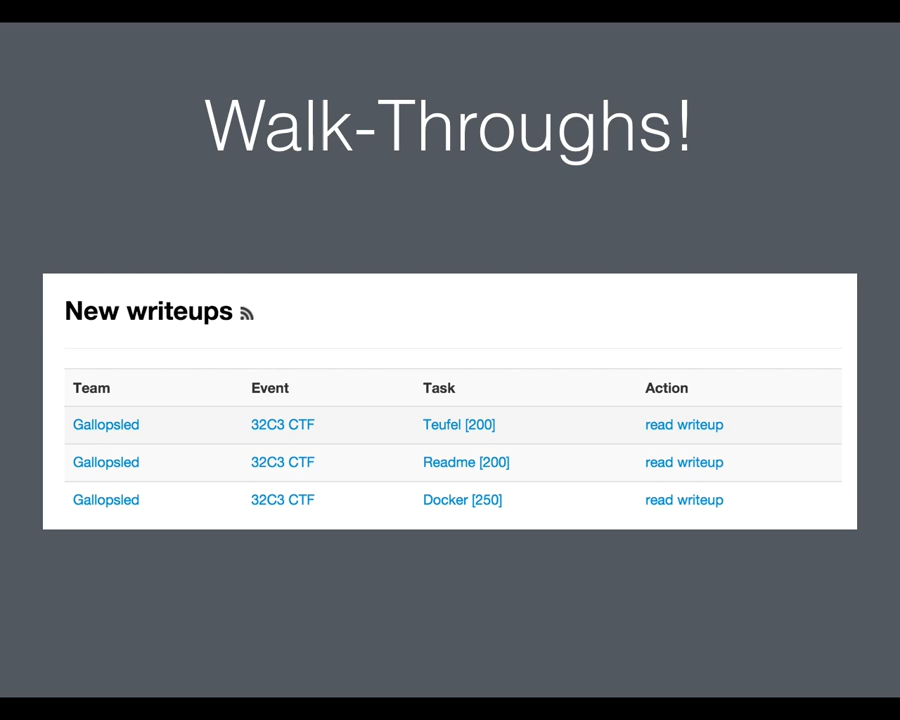 Walk-Throughs!
New writeups
Team Event Task Action
Gallopsled 32C3 CTF Teufel [200] read writeup
Gallopsled 32C3 CTF Readme [200] read writeup
Gallopsled 32C3 CTF Docker [250] read writeup